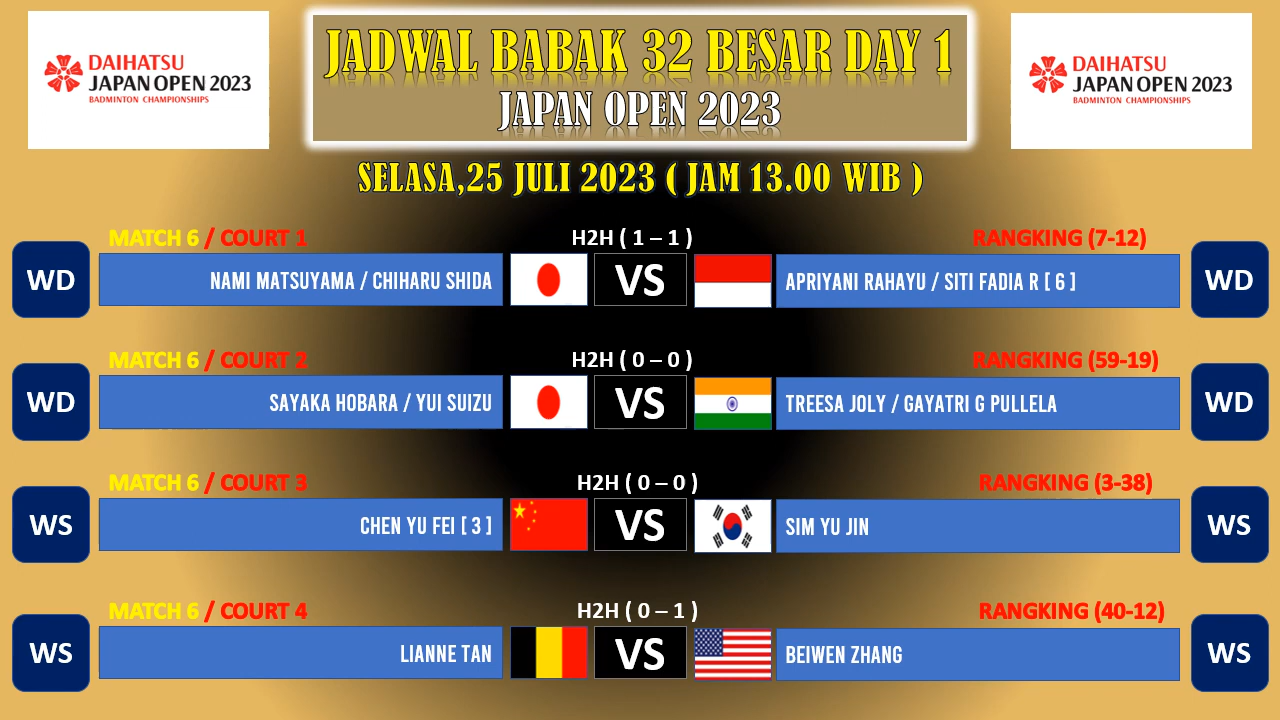 DAIHATSU
JAPAN OPEN 2023
BADMINTON CHAMPIONSHIPS
JADWAL BABAK 32 BESAR DAY 1
JAPAN OPEN 2023
DAIHATSU
JAPAN OPEN 2023
BADMINTON CHAMPIONSHIPS
SELASA,25 JULI 2023 ( JAM 13.00 WIB )
MATCH 6 / COURT 1 H2H ( 1 – 1 ) RANGKING (7-12)
WD NAMI MATSUYAMA / CHIHARU SHIDA VS APRIYANI RAHAYU / SITI FADIA R [ 6 ] WD
MATCH 6 / COURT 2 H2H ( 0 – 0 ) RANGKING (59-19)
WD SAYAKA HOBARA / YUI SUIZU VS TREESA JOLY / GAYATRI G PULLELA WD
MATCH 6 / COURT 3 H2H ( 0 – 0 ) RANGKING (3-38)
WS CHEN YU FEI [ 3 ] VS SIM YU JIN WS
MATCH 6 / COURT 4 H2H ( 0 – 1 ) RANGKING (40-12)
WS LIANNE TAN VS BEIWEN ZHANG WS